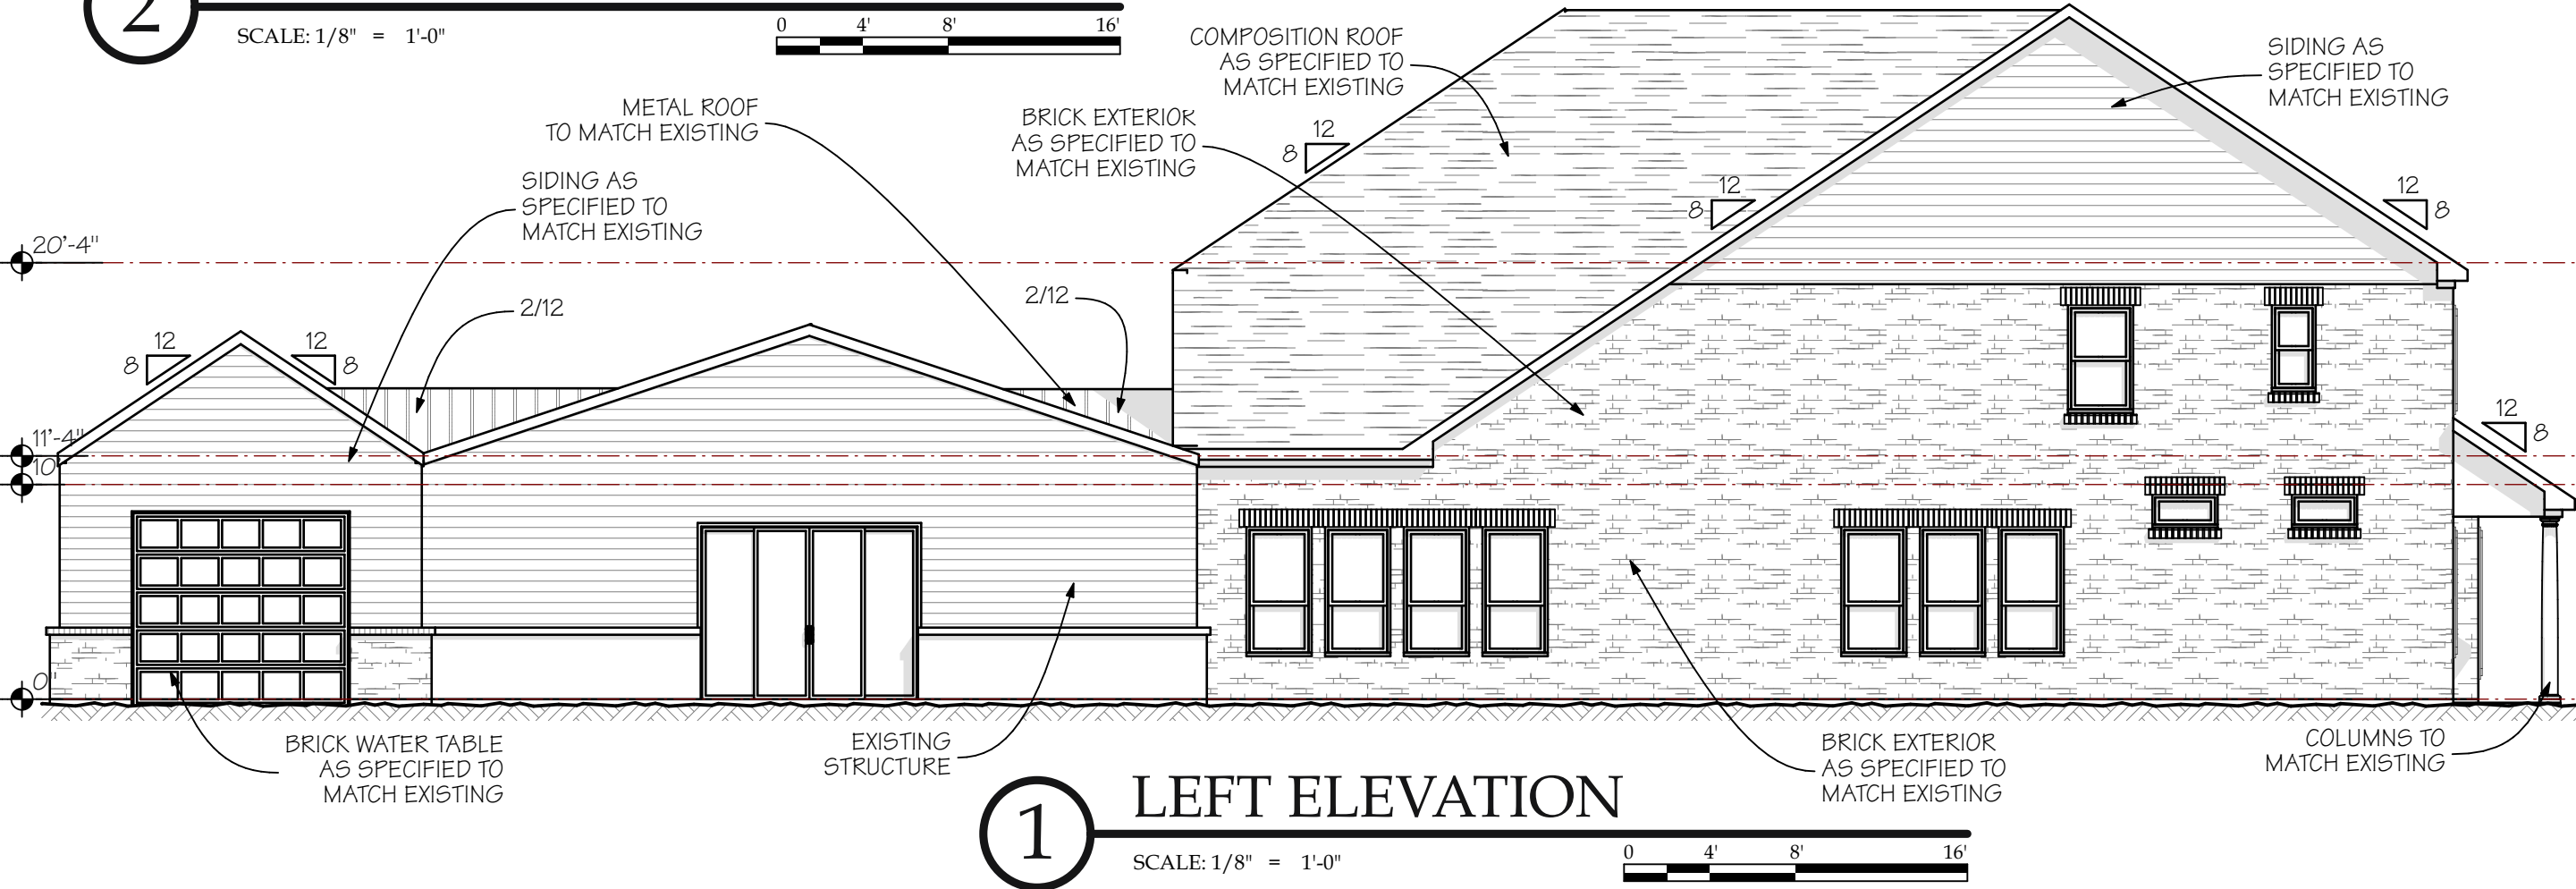 2
SCALE: 1/8" = 1'-0"
0 4' 8' 16'
COMPOSITION ROOF
AS SPECIFIED TO
MATCH EXISTING
SIDING AS
SPECIFIED TO
MATCH EXISTING
METAL ROOF
TO MATCH EXISTING
BRICK EXTERIOR
AS SPECIFIED TO
MATCH EXISTING
12
8
SIDING AS
SPECIFIED TO
MATCH EXISTING
12
8
12
8
20'-4"
2/12
2/12
12
8
12
8
12
8
11'-4"
10'
0"
BRICK WATER TABLE
AS SPECIFIED TO
MATCH EXISTING
EXISTING
STRUCTURE
BRICK EXTERIOR
AS SPECIFIED TO
MATCH EXISTING
COLUMNS TO
MATCH EXISTING
1
LEFT ELEVATION
SCALE: 1/8" = 1'-0"
0 4' 8' 16'